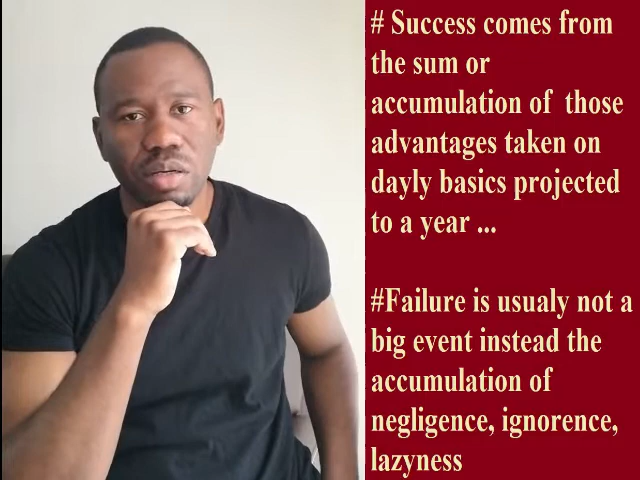 # Success comes from
the sum or
accumulation of  those
advantages taken on
dayly basics projected
to a year ...
#Failure is usualy not a
big event instead the
accumulation of
negligence, ignorence,
lazyness